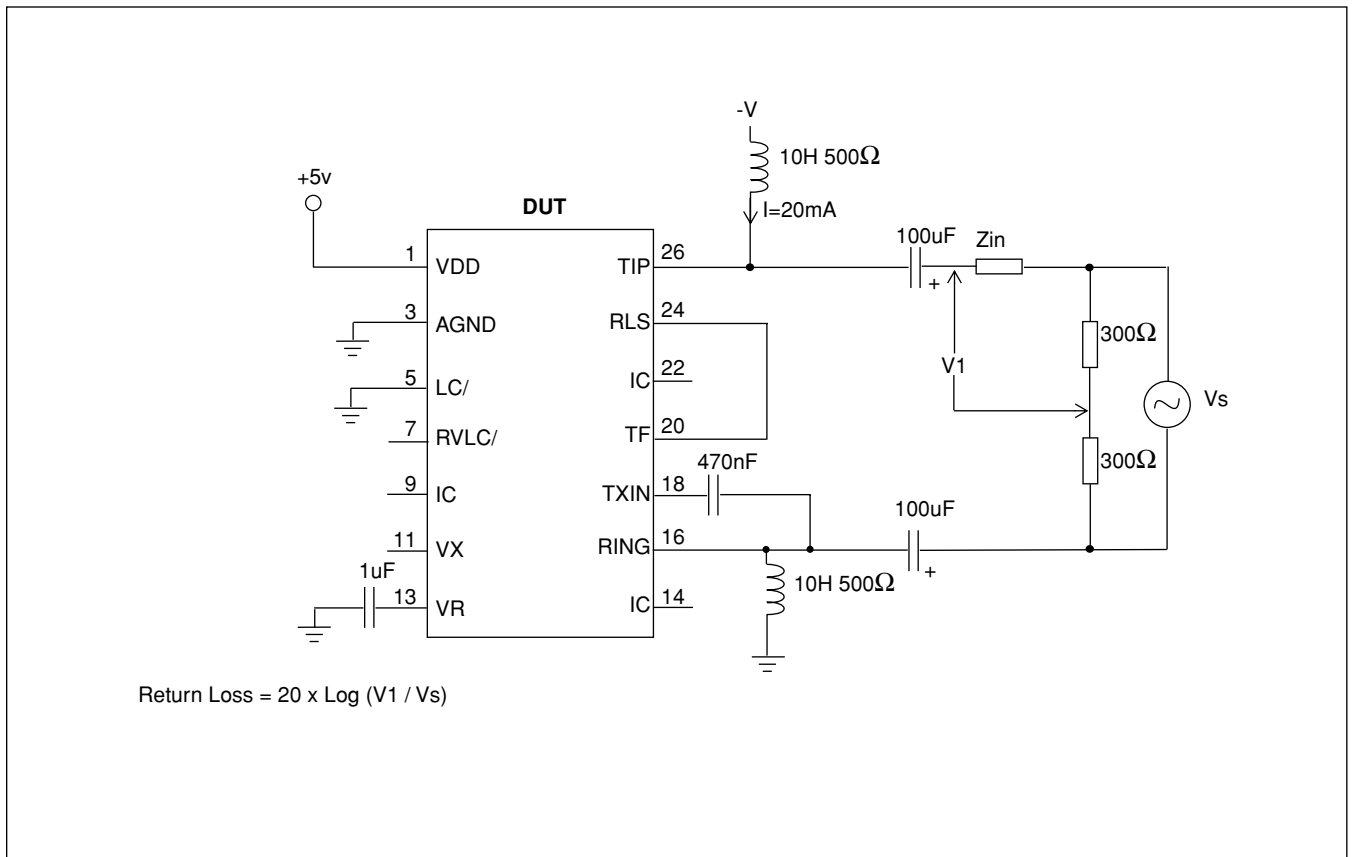 -V
10H 500Ω
+5v
DUT
I=20mA
100uF
Zin
1
VDD
TIP
26
+
3
AGND
RLS
24
300Ω
5
LC/
IC
22
V1
Vs
7
RVLC/
TF
20
300Ω
470nF
9
IC
TXIN
18
100uF
11
VX
RING
16
+
1uF
10H 500Ω
13
VR
IC
14
Return Loss = 20 x Log (V1 / Vs)